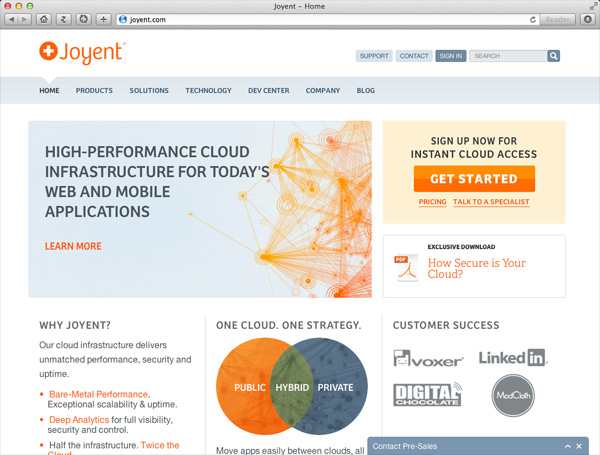 Joyent – Home
joyent.com
Reader
Joyent
SUPPORT
CONTACT
SIGN IN
SEARCH
HOME
PRODUCTS
SOLUTIONS
TECHNOLOGY
DEV CENTER
COMPANY
BLOG
HIGH-PERFORMANCE CLOUD
INFRASTRUCTURE FOR TODAY'S
WEB AND MOBILE
APPLICATIONS
LEARN MORE
SIGN UP NOW FOR
INSTANT CLOUD ACCESS
GET STARTED
PRICING
TALK TO A SPECIALIST
PDF
EXCLUSIVE DOWNLOAD
How Secure is Your
Cloud?
WHY JOYENT?
Our cloud infrastructure delivers
unmatched performance, security and
uptime.
Bare-Metal Performance.
Exceptional scalability & uptime.
Deep Analytics for full visibility,
security and control.
Half the infrastructure. Twice the
Cloud.
ONE CLOUD. ONE STRATEGY.
PUBLIC
HYBRID
PRIVATE
Move apps easily between clouds, all
CUSTOMER SUCCESS
voxer
Linked in
DIGITAL
CHOCOLATE
ModCloth
Contact Pre-Sales